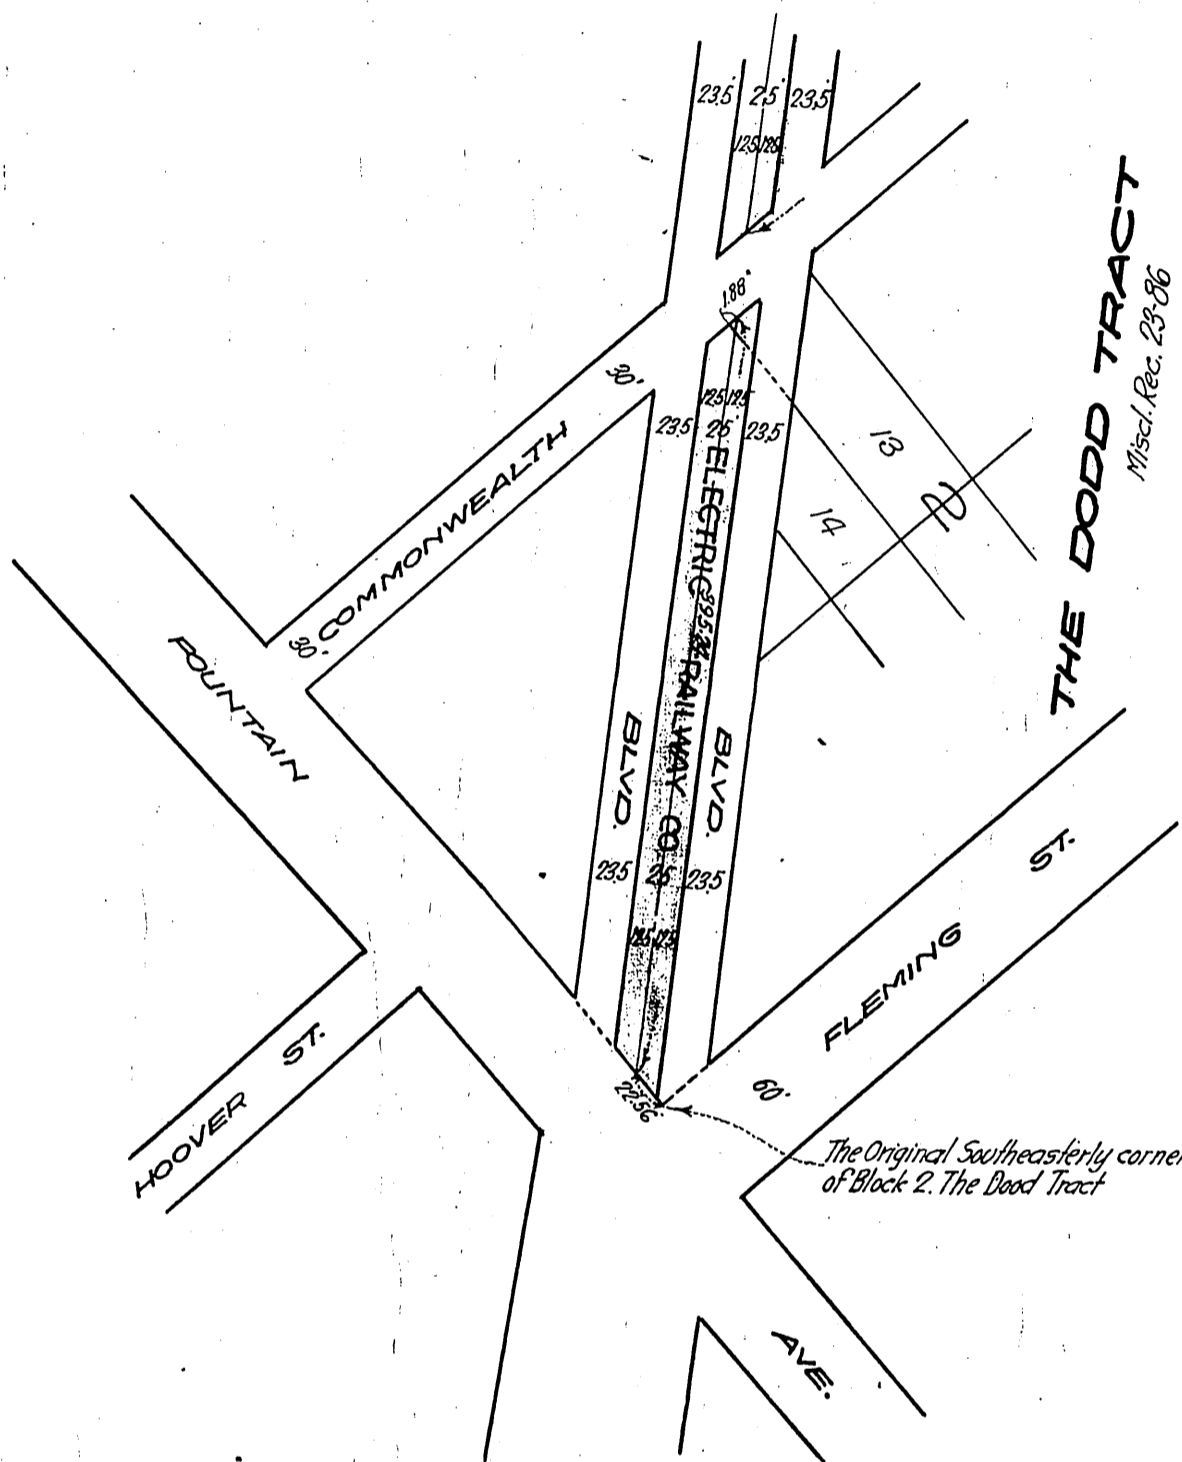 23.5 25 23.5
12.5 12.5
1.88'
30'
12.5 12.5
23.5 25 23.5
COMMONWEALTH
30'
13
14
2
THE DODD TRACT
Miscl. Rec. 23-86
FOUNTAIN
ELECTRIC RAILWAY CO.
BLVD.
BLVD.
23.5 25 23.5
12.5 12.5
ST.
FLEMING
60'
22.56'
HOOVER ST.
The Original Southeasterly corner
of Block 2. The Dodd Tract
AVE.